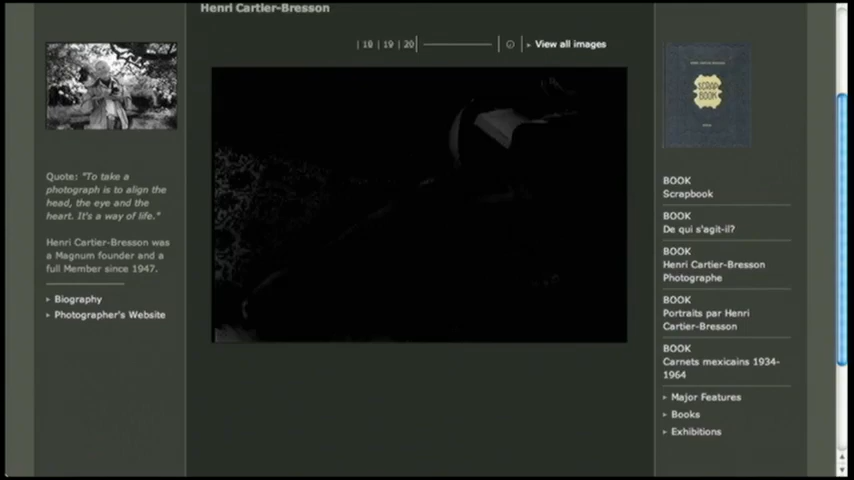 Henri Cartier-Bresson
| 18 | 19 | 20 |
View all images
Quote: "To take a
photograph is to align the
head, the eye and the
heart. It's a way of life."
Henri Cartier-Bresson was
a Magnum founder and a
full Member since 1947.
Biography
Photographer's Website
SCRAP
BOOK
BOOK
Scrapbook
BOOK
De qui s'agit-il?
BOOK
Henri Cartier-Bresson
Photographe
BOOK
Portraits par Henri
Cartier-Bresson
BOOK
Carnets mexicains 1934-
1964
Major Features
Books
Exhibitions